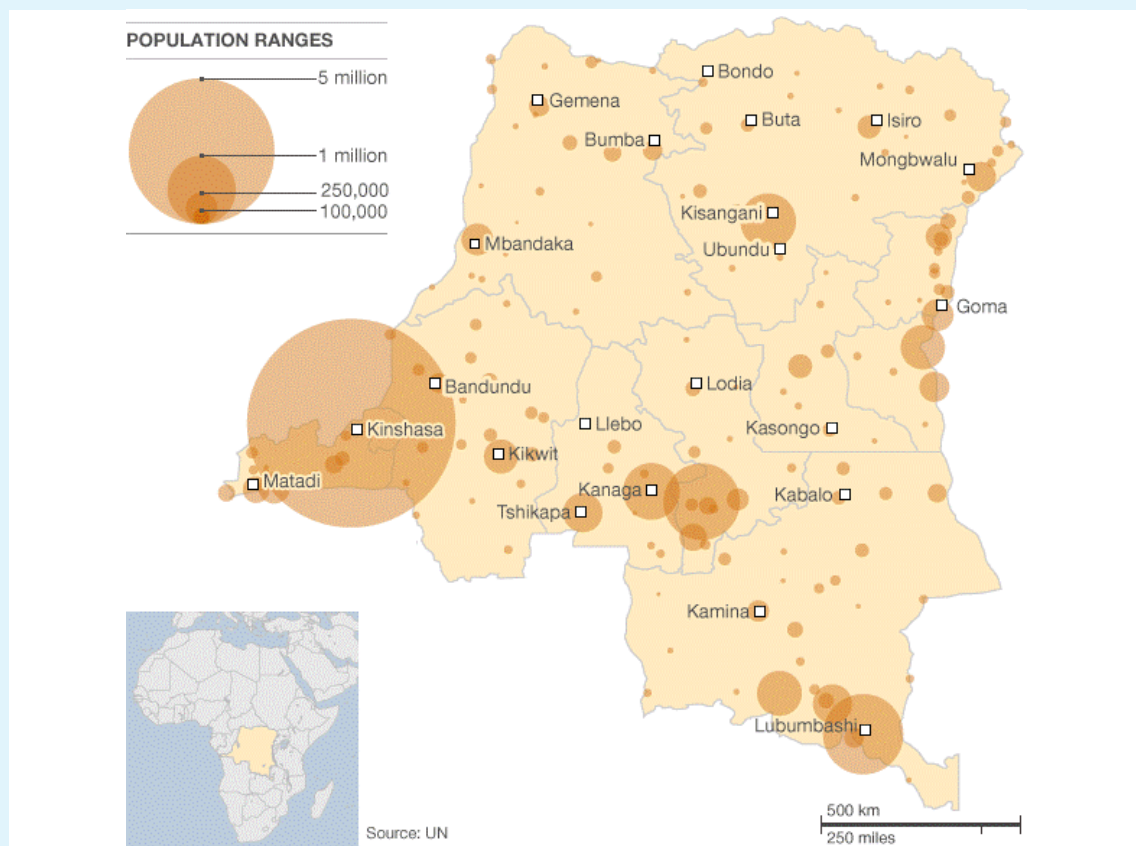 POPULATION RANGES
5 million
1 million
250,000
100,000
Bondo
Gemena
Buta
Isiro
Bumba
Mongbwalu
Kisangani
Mbandaka
Ubundu
Goma
Bandundu
Lodia
Llebo
Kinshasa
Kasongo
Kikwit
Matadi
Kanaga
Kabalo
Tshikapa
Kamina
Lubumbashi
500 km
Source: UN
250 miles